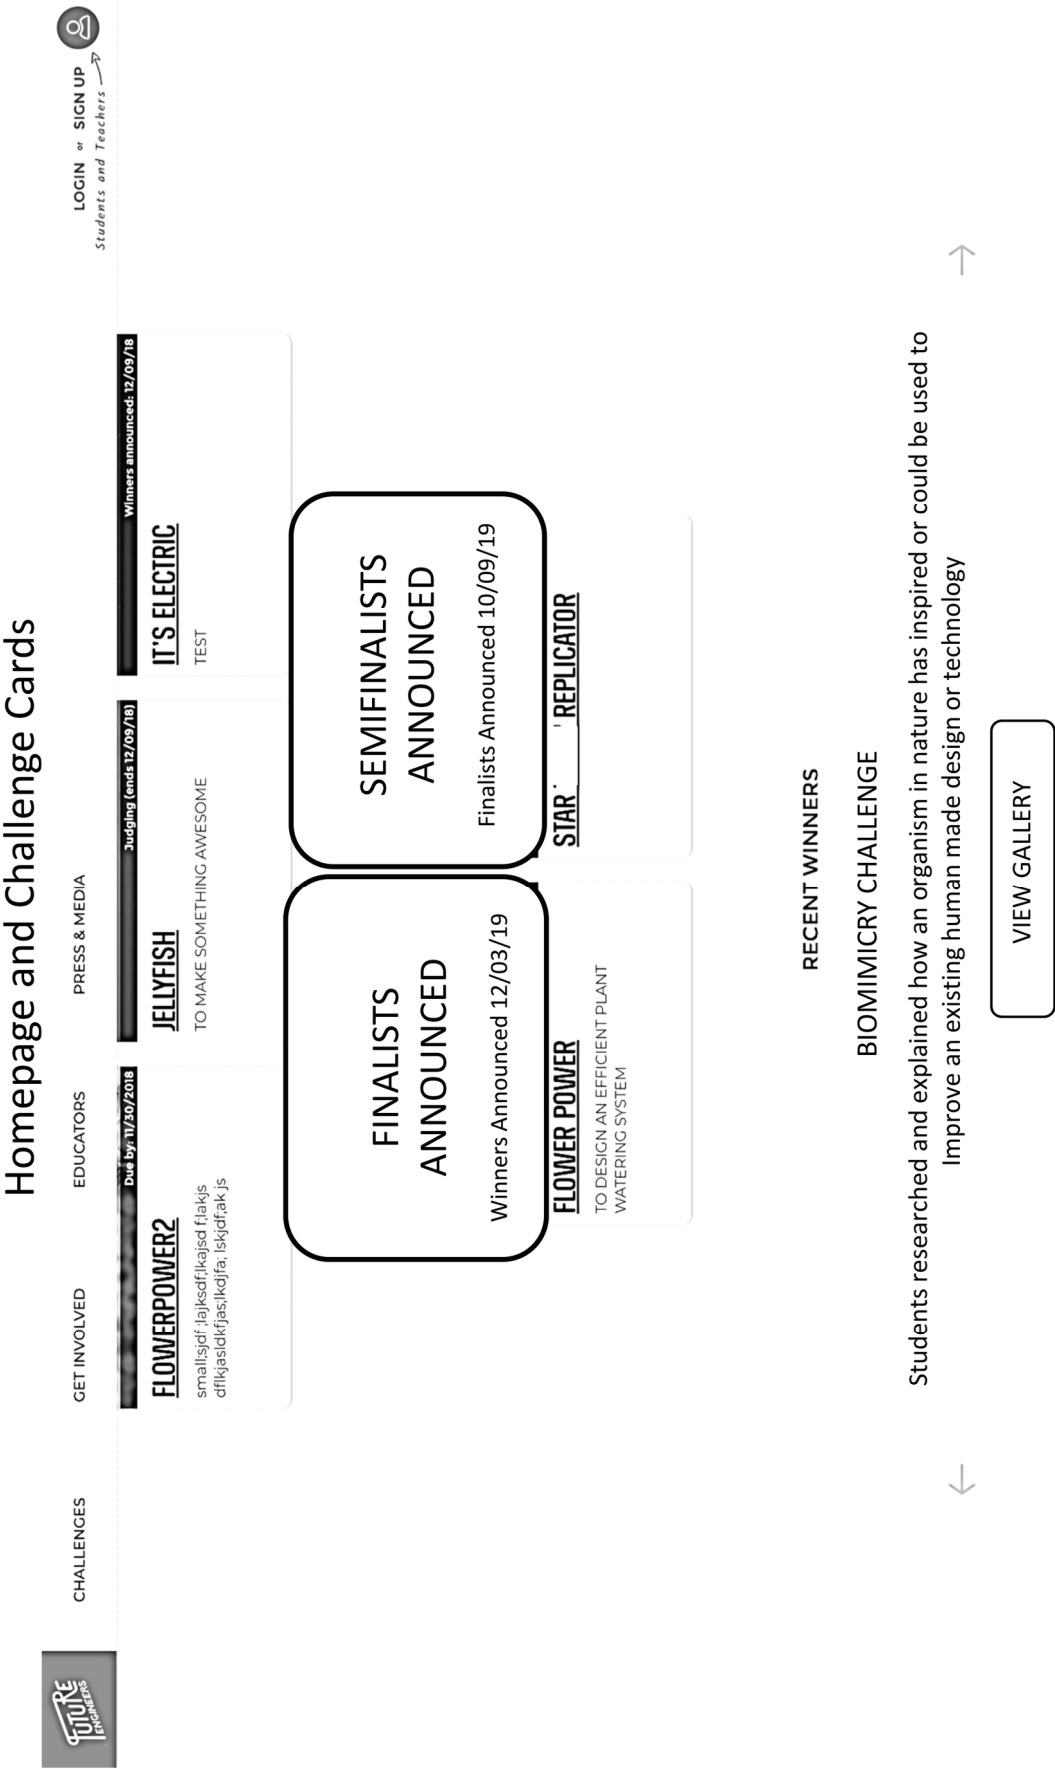 Homepage and Challenge Cards
FUTURE
ENGINEERS
CHALLENGES
GET INVOLVED
EDUCATORS
PRESS & MEDIA
LOGIN or SIGN UP
Students and Teachers
Due by: 11/30/2018
FLOWERPOWER2
small;sjdf ;lajksdf;lkajsd f;lakjs
dflkjasldkfjas;lkdjfa; lskjdf;ak js
Judging (ends 12/09/18)
JELLYFISH
TO MAKE SOMETHING AWESOME
Winners announced: 12/09/18
IT'S ELECTRIC
TEST
FINALISTS
ANNOUNCED
Winners Announced 12/03/19
FLOWER POWER
TO DESIGN AN EFFICIENT PLANT
WATERING SYSTEM
SEMIFINALISTS
ANNOUNCED
Finalists Announced 10/09/19
STAR REPLICATOR
RECENT WINNERS
BIOMIMICRY CHALLENGE
Students researched and explained how an organism in nature has inspired or could be used to
Improve an existing human made design or technology
VIEW GALLERY